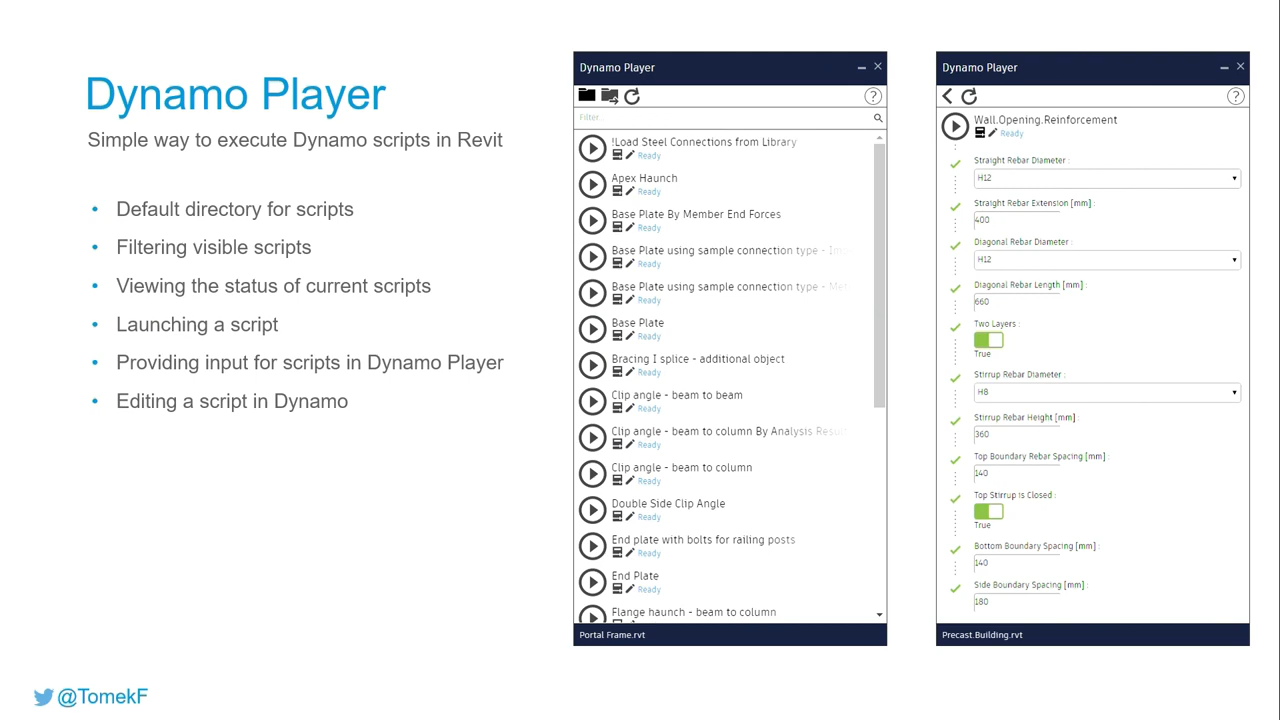 Dynamo Player
Simple way to execute Dynamo scripts in Revit
• Default directory for scripts
• Filtering visible scripts
• Viewing the status of current scripts
• Launching a script
• Providing input for scripts in Dynamo Player
• Editing a script in Dynamo
@TomekF
Dynamo Player
Filter...
!Load Steel Connections from Library
Ready
Apex Haunch
Ready
Base Plate By Member End Forces
Ready
Base Plate using sample connection type - Im
Ready
Base Plate using sample connection type - Me
Ready
Base Plate
Ready
Bracing I splice - additional object
Ready
Clip angle - beam to beam
Ready
Clip angle - beam to column By Analysis Resu
Ready
Clip angle - beam to column
Ready
Double Side Clip Angle
Ready
End plate with bolts for railing posts
Ready
End Plate
Ready
Flange haunch - beam to column
Portal Frame.rvt
Dynamo Player
Wall.Opening.Reinforcement
Ready
Straight Rebar Diameter :
H12
Straight Rebar Extension [mm] :
400
Diagonal Rebar Diameter :
H12
Diagonal Rebar Length [mm] :
660
Two Layers :
True
Stirrup Rebar Diameter :
H8
Stirrup Rebar Height [mm] :
360
Top Boundary Rebar Spacing [mm] :
140
Top Stirrup is Closed :
True
Bottom Boundary Spacing [mm] :
140
Side Boundary Spacing [mm] :
180
Precast.Building.rvt